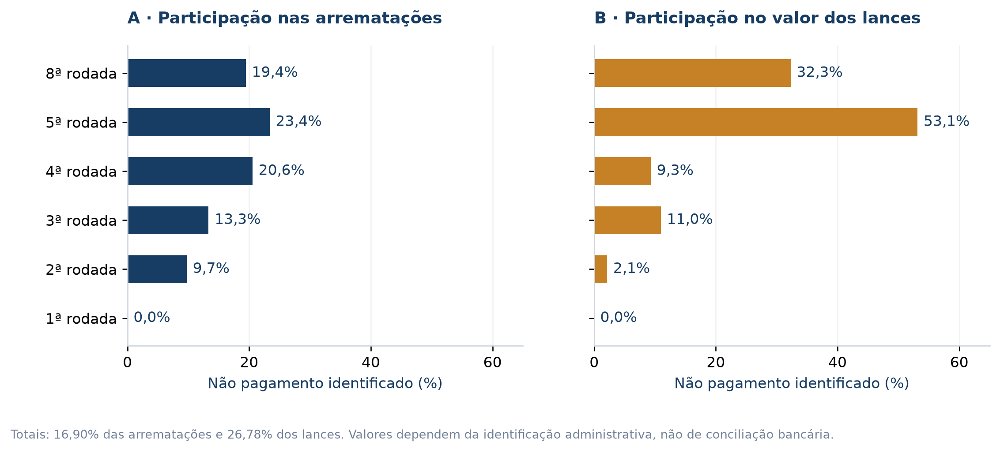 A · Participação nas arrematações
8ª rodada
19,4%
5ª rodada
23,4%
4ª rodada
20,6%
3ª rodada
13,3%
2ª rodada
9,7%
1ª rodada
0,0%
0 20 40 60
Não pagamento identificado (%)
B · Participação no valor dos lances
32,3%
53,1%
9,3%
11,0%
2,1%
0,0%
0 20 40 60
Não pagamento identificado (%)
Totais: 16,90% das arrematações e 26,78% dos lances. Valores dependem da identificação administrativa, não de conciliação bancária.